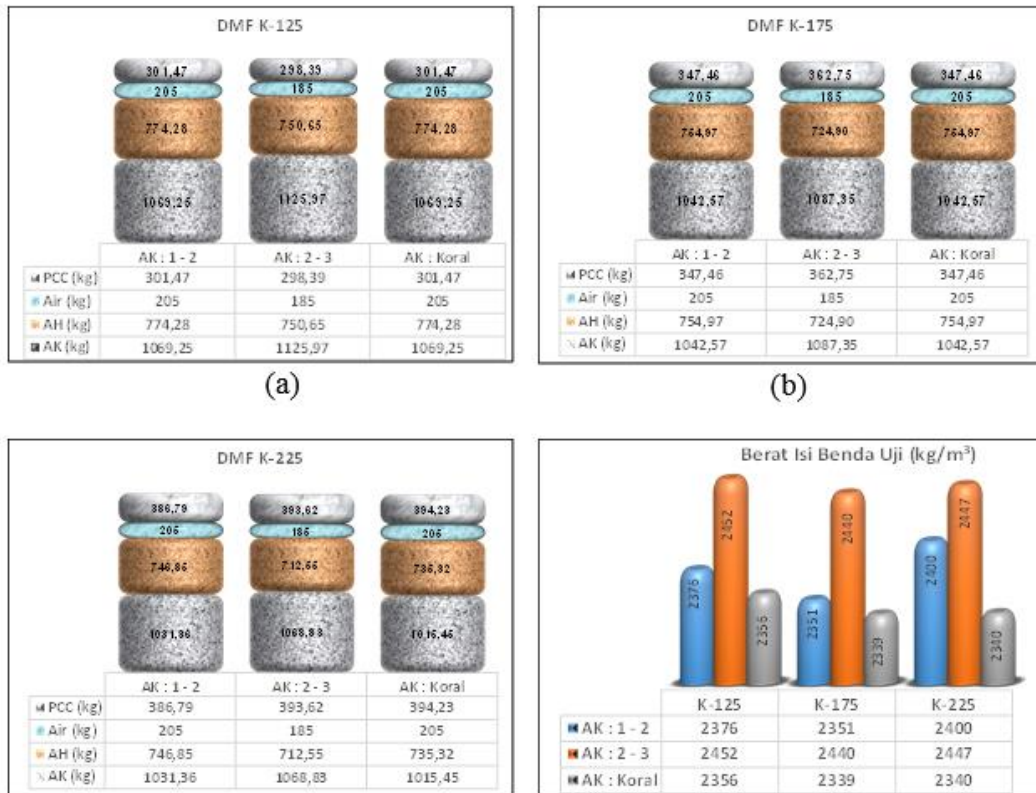 DMF K-125
301,47 298,39 301,47
205 185 205
774,28 750,65 774,28
1069,25 1125,97 1069,25
AK : 1 - 2 AK : 2 - 3 AK : Koral
PCC (kg) 301,47 298,39 301,47
Air (kg) 205 185 205
AH (kg) 774,28 750,65 774,28
AK (kg) 1069,25 1125,97 1069,25
(a)
DMF K-175
347,46 362,75 347,46
205 185 205
754,97 724,90 754,97
1042,57 1087,35 1042,57
AK : 1 - 2 AK : 2 - 3 AK : Koral
PCC (kg) 347,46 362,75 347,46
Air (kg) 205 185 205
AH (kg) 754,97 724,90 754,97
AK (kg) 1042,57 1087,35 1042,57
(b)
DMF K-225
386,79 393,62 394,23
205 185 205
746,85 712,55 735,32
1031,36 1068,83 1015,45
AK : 1 - 2 AK : 2 - 3 AK : Koral
PCC (kg) 386,79 393,62 394,23
Air (kg) 205 185 205
AH (kg) 746,85 712,55 735,32
AK (kg) 1031,36 1068,83 1015,45
Berat Isi Benda Uji (kg/m³)
2376 2452 2356 2351 2440 2339 2400 2447 2340
K-125 K-175 K-225
AK : 1 - 2 2376 2351 2400
AK : 2 - 3 2452 2440 2447
AK : Koral 2356 2339 2340